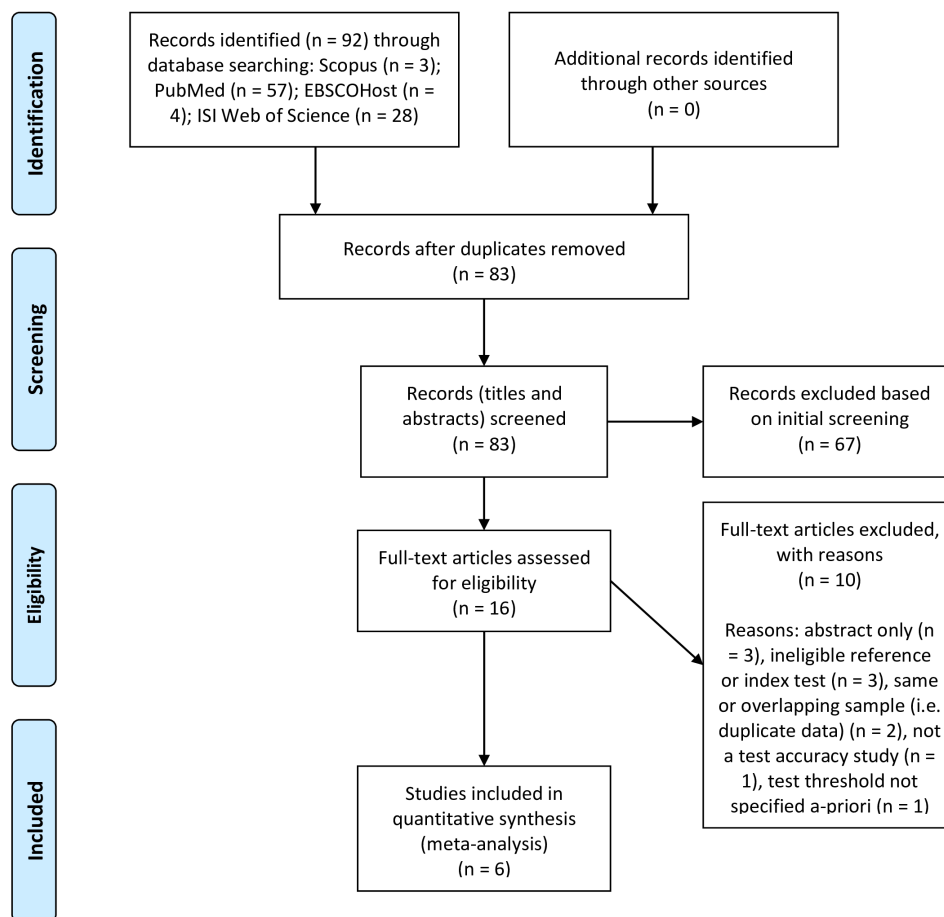 Identification
Records identified (n = 92) through
database searching: Scopus (n = 3);
PubMed (n = 57); EBSCOHost (n =
4); ISI Web of Science (n = 28)
Additional records identified
through other sources
(n = 0)
Records after duplicates removed
(n = 83)
Screening
Records (titles and
abstracts) screened
(n = 83)
Records excluded based
on initial screening
(n = 67)
Eligibility
Full-text articles assessed
for eligibility
(n = 16)
Full-text articles excluded,
with reasons
(n = 10)
Reasons: abstract only (n
= 3), ineligible reference
or index test (n = 3), same
or overlapping sample (i.e.
duplicate data) (n = 2), not
a test accuracy study (n =
1), test threshold not
specified a-priori (n = 1)
Included
Studies included in
quantitative synthesis
(meta-analysis)
(n = 6)